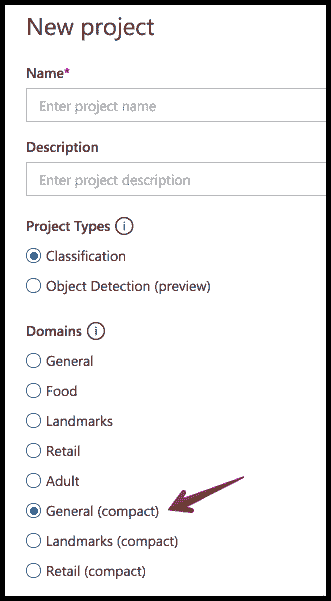 New project
Name*
Enter project name
Description
Enter project description
Project Types i
Classification
Object Detection (preview)
Domains i
General
Food
Landmarks
Retail
Adult
General (compact)
Landmarks (compact)
Retail (compact)